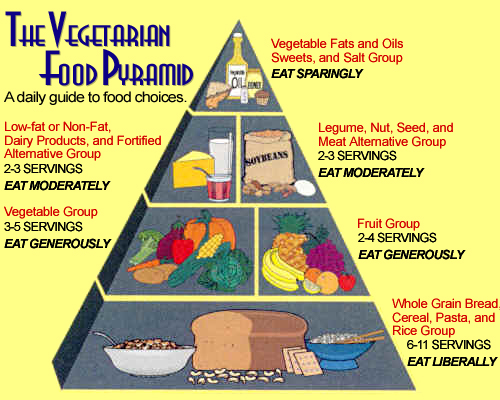 THE VEGETARIAN
FOOD PYRAMID
A daily guide to food choices.
Vegetable Fats and Oils
Sweets, and Salt Group
EAT SPARINGLY
OIL
HONEY
Low-fat or Non-Fat,
Dairy Products, and Fortified
Alternative Group
2-3 SERVINGS
EAT MODERATELY
SOYBEANS
Legume, Nut, Seed, and
Meat Alternative Group
2-3 SERVINGS
EAT MODERATELY
Vegetable Group
3-5 SERVINGS
EAT GENEROUSLY
Fruit Group
2-4 SERVINGS
EAT GENEROUSLY
Whole Grain Bread,
Cereal, Pasta, and
Rice Group
6-11 SERVINGS
EAT LIBERALLY